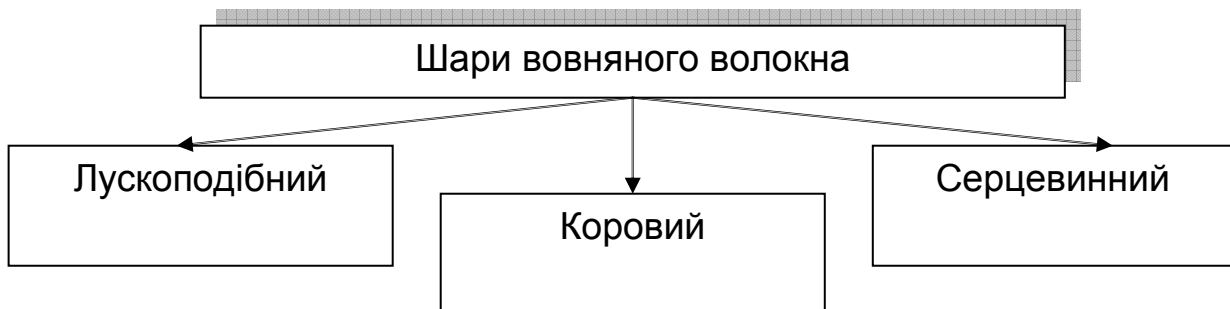 Шари вовняного волокна
Лускоподібний
Коровий
Серцевинний